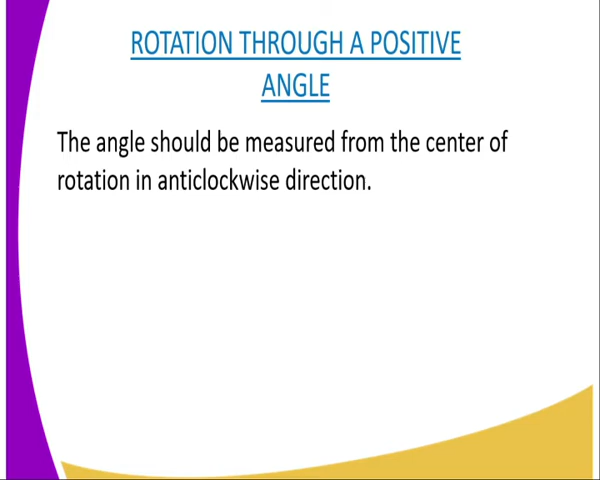 ROTATION THROUGH A POSITIVE
ANGLE
The angle should be measured from the center of
rotation in anticlockwise direction.